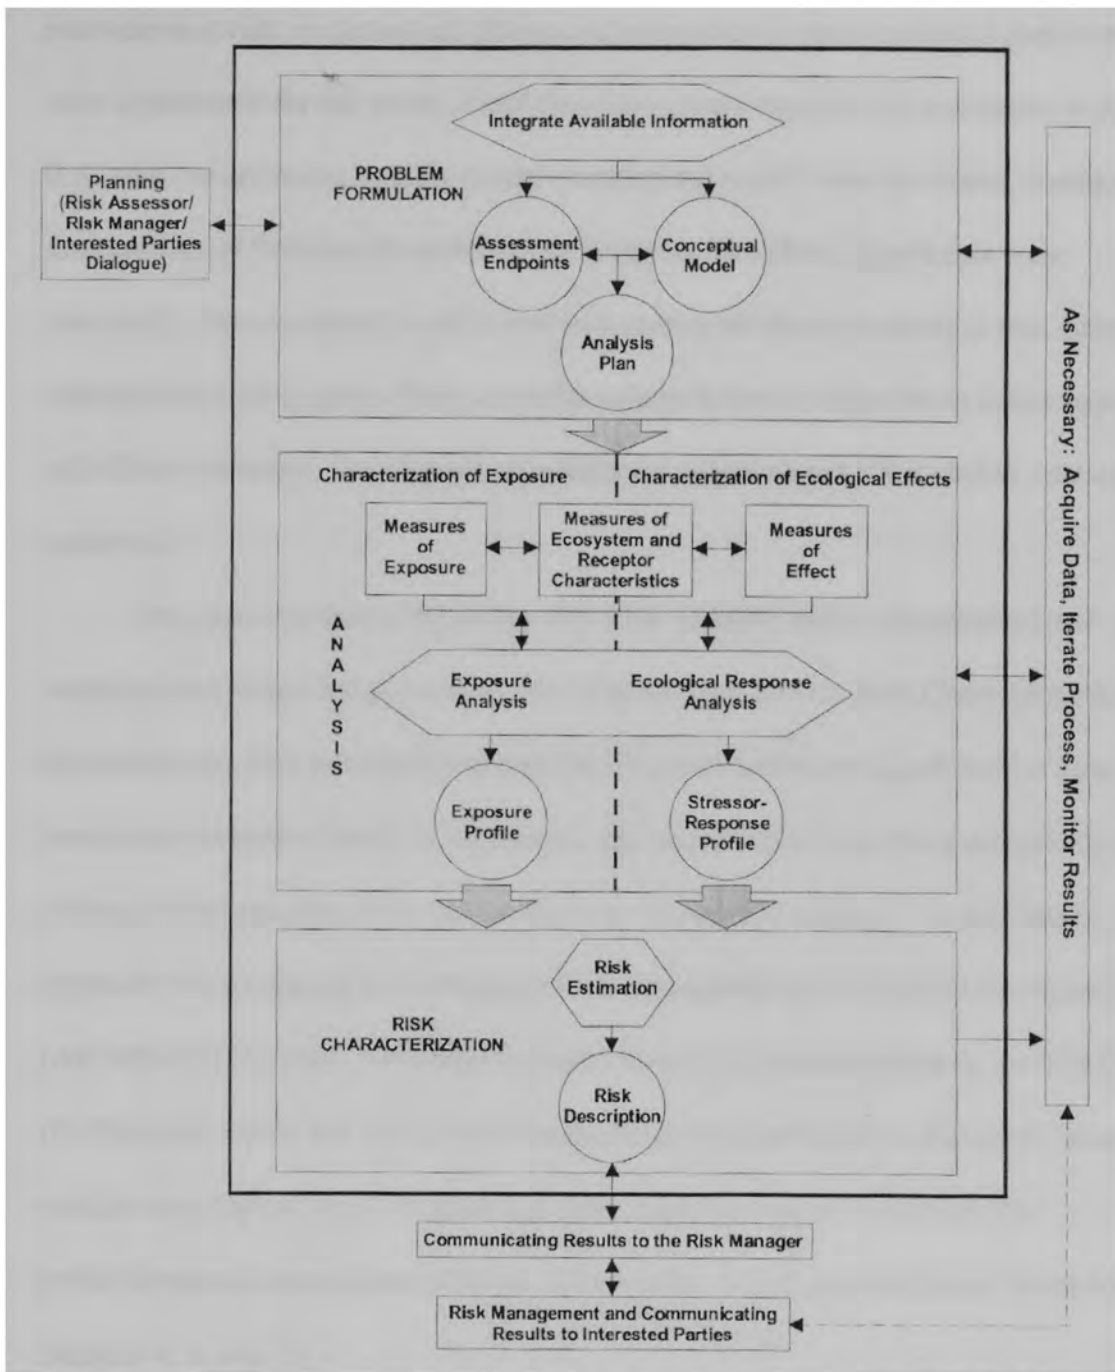 Integrate Available Information
PROBLEM
FORMULATION
Planning
(Risk Assessor/
Risk Manager/
Interested Parties
Dialogue)
Assessment
Endpoints
Conceptual
Model
Analysis
Plan
As Necessary: Acquire Data, Iterate Process, Monitor Results
Characterization of Exposure
Characterization of Ecological Effects
Measures
of
Exposure
Measures of
Ecosystem and
Receptor
Characteristics
Measures
of
Effect
ANALYSIS
Exposure
Analysis
Ecological Response
Analysis
Exposure
Profile
Stressor-
Response
Profile
Risk
Estimation
RISK
CHARACTERIZATION
Risk
Description
Communicating Results to the Risk Manager
Risk Management and Communicating
Results to Interested Parties